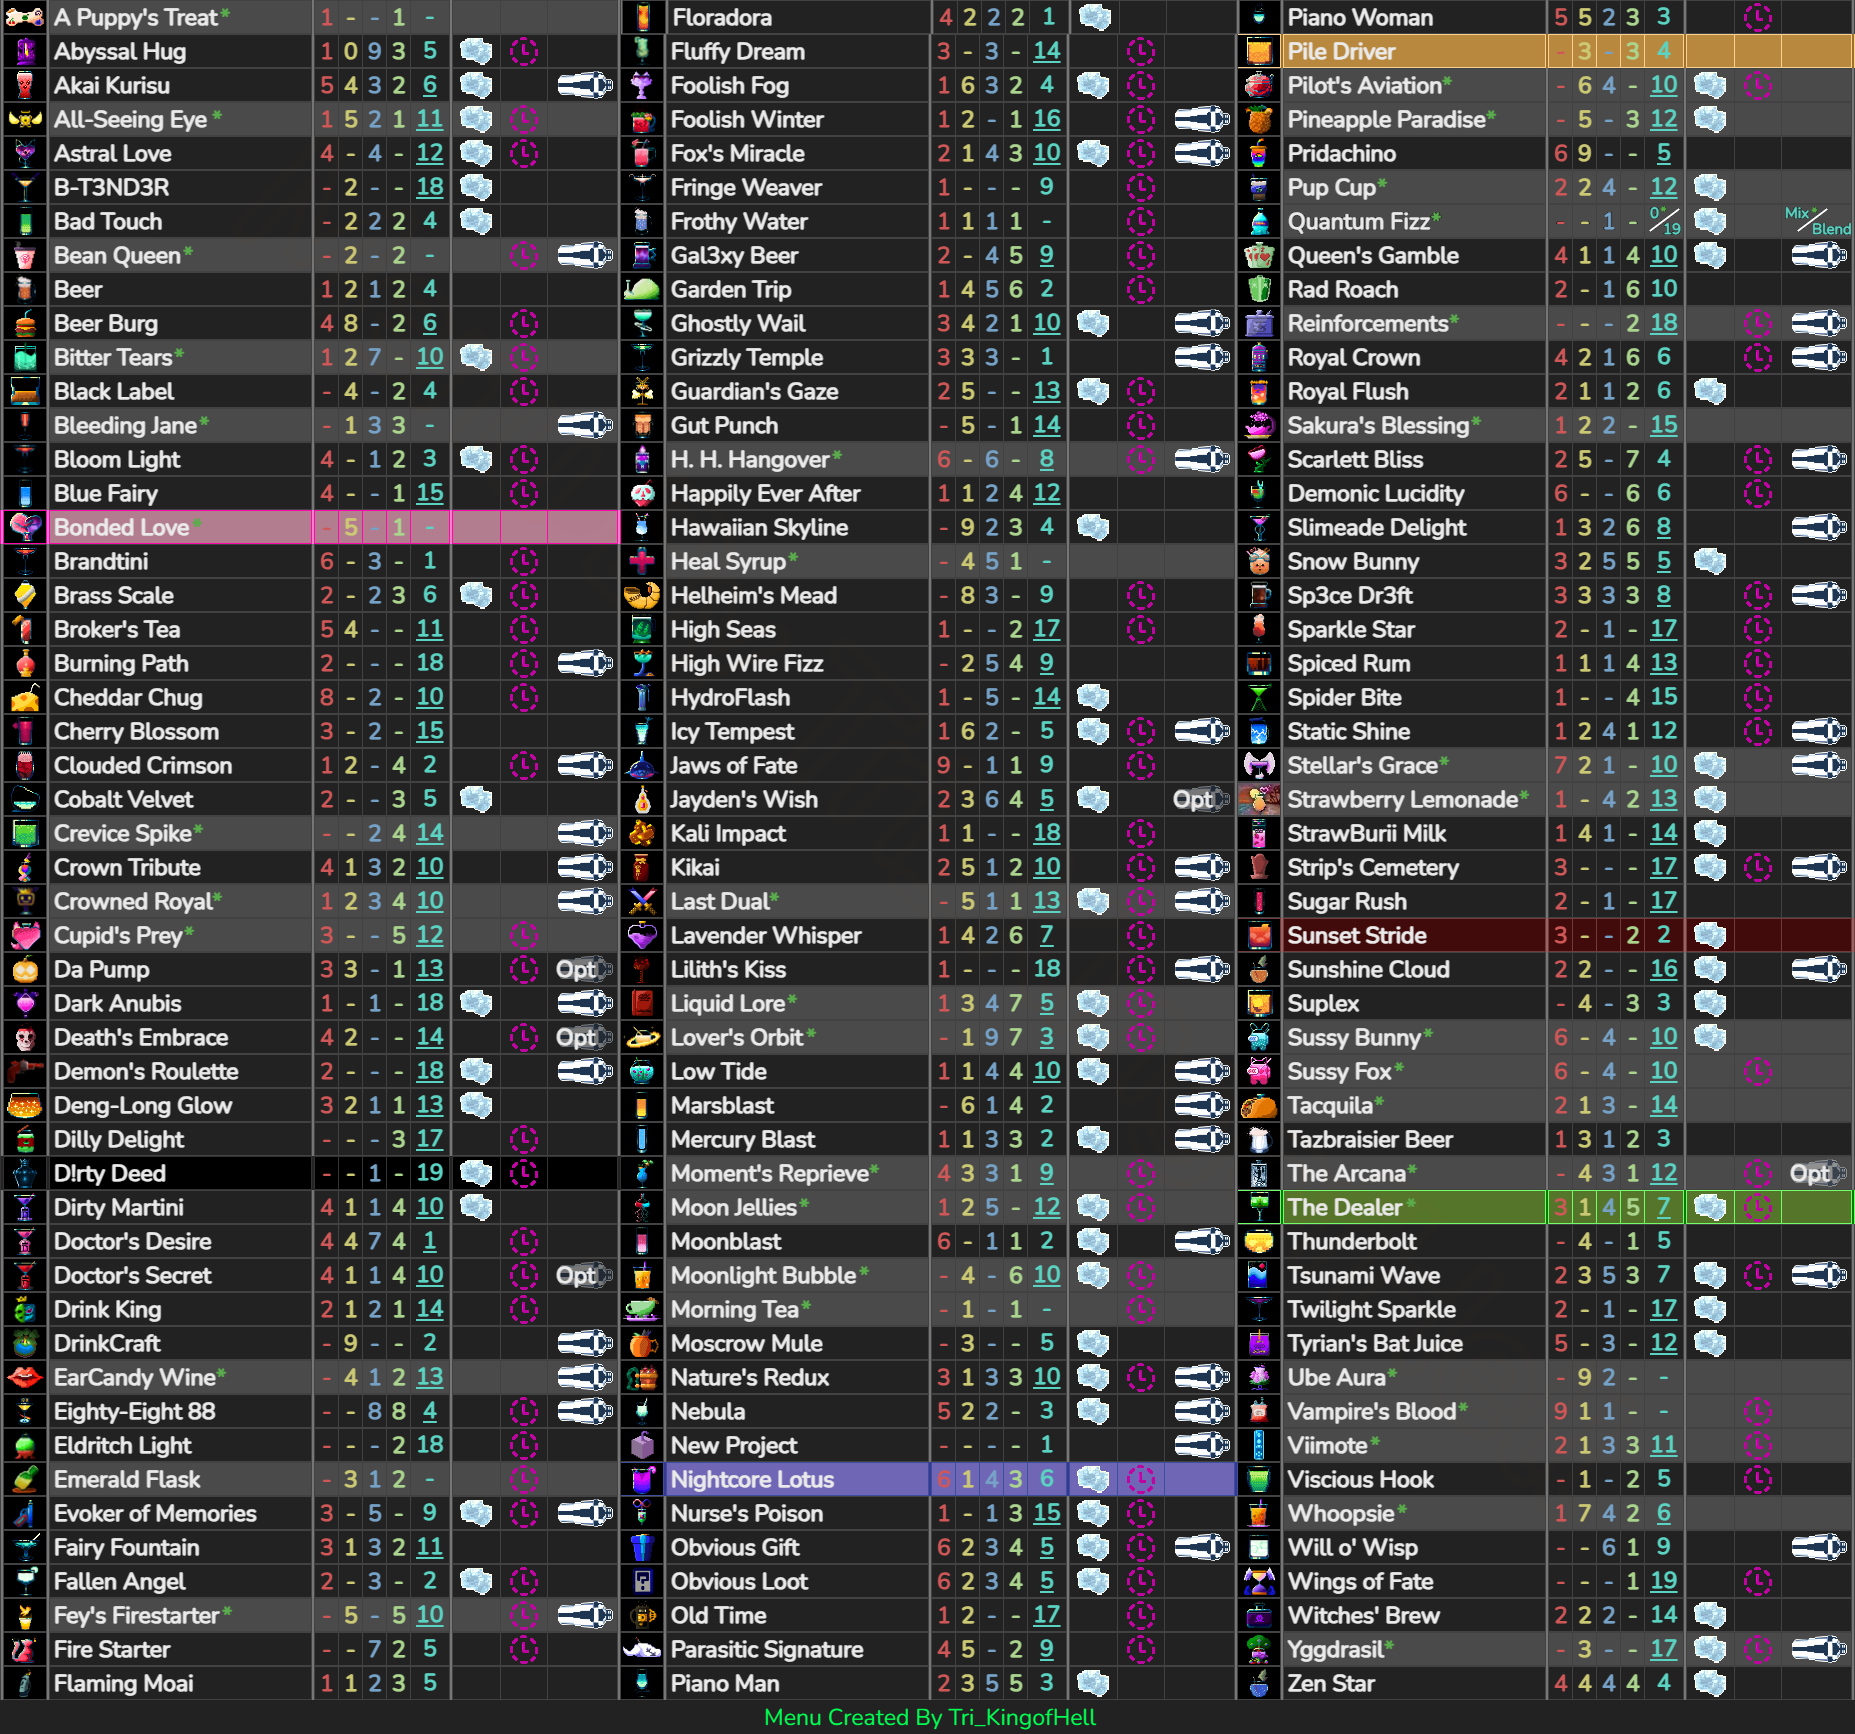 A Puppy's Treat* 1 - - 1 -
Abyssal Hug 1 0 9 3 5
Akai Kurisu 5 4 3 2 6
All-Seeing Eye* 1 5 2 1 11
Astral Love 4 - 4 - 12
B-T3ND3R - 2 - - 18
Bad Touch - 2 2 2 4
Bean Queen* - 2 - 2 -
Beer 1 2 1 2 4
Beer Burg 4 8 - 2 6
Bitter Tears* 1 2 7 - 10
Black Label - 4 - 2 4
Bleeding Jane* - 1 3 3 -
Bloom Light 4 - 1 2 3
Blue Fairy 4 - - 1 15
Bonded Love* - 5 - 1 -
Brandtini 6 - 3 - 1
Brass Scale 2 - 2 3 6
Broker's Tea 5 4 - - 11
Burning Path 2 - - - 18
Cheddar Chug 8 - 2 - 10
Cherry Blossom 3 - 2 - 15
Clouded Crimson 1 2 - 4 2
Cobalt Velvet 2 - - 3 5
Crevice Spike* - - 2 4 14
Crown Tribute 4 1 3 2 10
Crowned Royal* 1 2 3 4 10
Cupid's Prey* 3 - - 5 12
Da Pump 3 3 - 1 13 Opt
Dark Anubis 1 - 1 - 18
Death's Embrace 4 2 - - 14 Opt
Demon's Roulette 2 - - - 18
Deng-Long Glow 3 2 1 1 13
Dilly Delight - - - 3 17
D!rty Deed - - 1 - 19
Dirty Martini 4 1 1 4 10
Doctor's Desire 4 4 7 4 1
Doctor's Secret 4 1 1 4 10 Opt
Drink King 2 1 2 1 14
DrinkCraft - 9 - - 2
EarCandy Wine* - 4 1 2 13
Eighty-Eight 88 - - 8 8 4
Eldritch Light - - - 2 18
Emerald Flask - 3 1 2 -
Evoker of Memories 3 - 5 - 9
Fairy Fountain 3 1 3 2 11
Fallen Angel 2 - 3 - 2
Fey's Firestarter* - 5 - 5 10
Fire Starter - - 7 2 5
Flaming Moai 1 1 2 3 5
Floradora 4 2 2 2 1
Fluffy Dream 3 - 3 - 14
Foolish Fog 1 6 3 2 4
Foolish Winter 1 2 - 1 16
Fox's Miracle 2 1 4 3 10
Fringe Weaver 1 - - - 9
Frothy Water 1 1 1 1 -
Gal3xy Beer 2 - 4 5 9
Garden Trip 1 4 5 6 2
Ghostly Wail 3 4 2 1 10
Grizzly Temple 3 3 3 - 1
Guardian's Gaze 2 5 - - 13
Gut Punch - 5 - 1 14
H. H. Hangover* 6 - 6 - 8
Happily Ever After 1 1 2 4 12
Hawaiian Skyline - 9 2 3 4
Heal Syrup* - 4 5 1 -
Helheim's Mead - 8 3 - 9
High Seas 1 - - 2 17
High Wire Fizz - 2 5 4 9
HydroFlash 1 - 5 - 14
Icy Tempest 1 6 2 - 5
Jaws of Fate 9 - 1 1 9
Jayden's Wish 2 3 6 4 5 Opt
Kali Impact 1 1 - - 18
Kikai 2 5 1 2 10
Last Dual* - 5 1 1 13
Lavender Whisper 1 4 2 6 7
Lilith's Kiss 1 - - - 18
Liquid Lore* 1 3 4 7 5
Lover's Orbit* - 1 9 7 3
Low Tide 1 1 4 4 10
Marsblast - 6 1 4 2
Mercury Blast 1 1 3 3 2
Moment's Reprieve* 4 3 3 1 9
Moon Jellies* 1 2 5 - 12
Moonblast 6 - 1 1 2
Moonlight Bubble* - 4 - 6 10
Morning Tea* - 1 - 1 -
Moscrow Mule - 3 - - 5
Nature's Redux 3 1 3 3 10
Nebula 5 2 2 - 3
New Project - - - - 1
Nightcore Lotus 6 1 4 3 6
Nurse's Poison 1 - 1 3 15
Obvious Gift 6 2 3 4 5
Obvious Loot 6 2 3 4 5
Old Time 1 2 - - 17
Parasitic Signature 4 5 - 2 9
Piano Man 2 3 5 5 3
Piano Woman 5 5 2 3 3
Pile Driver - 3 - 3 4
Pilot's Aviation* - 6 4 - 10
Pineapple Paradise* - 5 - 3 12
Pridachino 6 9 - - 5
Pup Cup* 2 2 4 - 12
Quantum Fizz* - - 1 - 0*/19 Mix*/Blend
Queen's Gamble 4 1 1 4 10
Rad Roach 2 - 1 6 10
Reinforcements* - - - 2 18
Royal Crown 4 2 1 6 6
Royal Flush 2 1 1 2 6
Sakura's Blessing* 1 2 2 - 15
Scarlett Bliss 2 5 - 7 4
Demonic Lucidity 6 - - 6 6
Slimeade Delight 1 3 2 6 8
Snow Bunny 3 2 5 5 5
Sp3ce Dr3ft 3 3 3 3 8
Sparkle Star 2 - 1 - 17
Spiced Rum 1 1 1 4 13
Spider Bite 1 - - 4 15
Static Shine 1 2 4 1 12
Stellar's Grace* 7 2 1 - 10
Strawberry Lemonade* 1 - 4 2 13
StrawBurii Milk 1 4 1 - 14
Strip's Cemetery 3 - - - 17
Sugar Rush 2 - 1 - 17
Sunset Stride 3 - - 2 2
Sunshine Cloud 2 2 - - 16
Suplex - 4 - 3 3
Sussy Bunny* 6 - 4 - 10
Sussy Fox* 6 - 4 - 10
Tacquila* 2 1 3 - 14
Tazbraisier Beer 1 3 1 2 3
The Arcana* - 4 3 1 12 Opt
The Dealer* 3 1 4 5 7
Thunderbolt - 4 - 1 5
Tsunami Wave 2 3 5 3 7
Twilight Sparkle 2 - 1 - 17
Tyrian's Bat Juice 5 - 3 - 12
Ube Aura* - 9 2 - -
Vampire's Blood* 9 1 1 - -
Viimote* 2 1 3 3 11
Viscious Hook - 1 - 2 5
Whoopsie* 1 7 4 2 6
Will o' Wisp - - 6 1 9
Wings of Fate - - - 1 19
Witches' Brew 2 2 2 - 14
Yggdrasil* - 3 - - 17
Zen Star 4 4 4 4 4
Menu Created By Tri_KingofHell